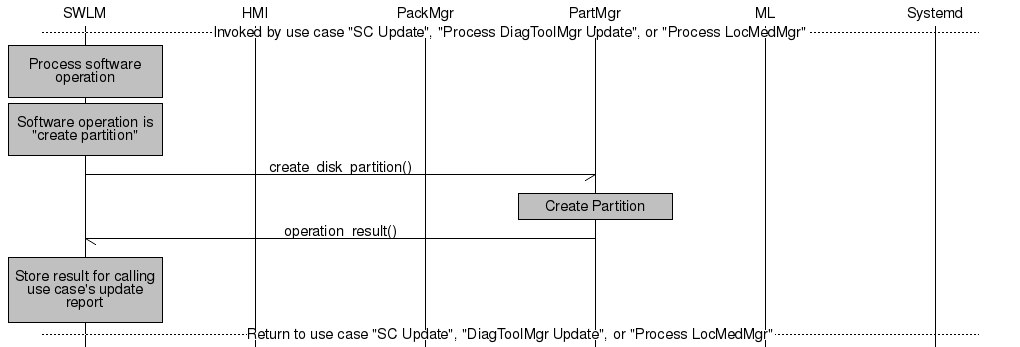 SWLM HMI PackMgr PartMgr ML Systemd
Invoked by use case "SC Update", "Process DiagToolMgr Update", or "Process LocMedMgr"
Process software
operation
Software operation is
"create partition"
create_disk_partition()
Create Partition
operation_result()
Store result for calling
use case's update
report
Return to use case "SC Update", "DiagToolMgr Update", or "Process LocMedMgr"